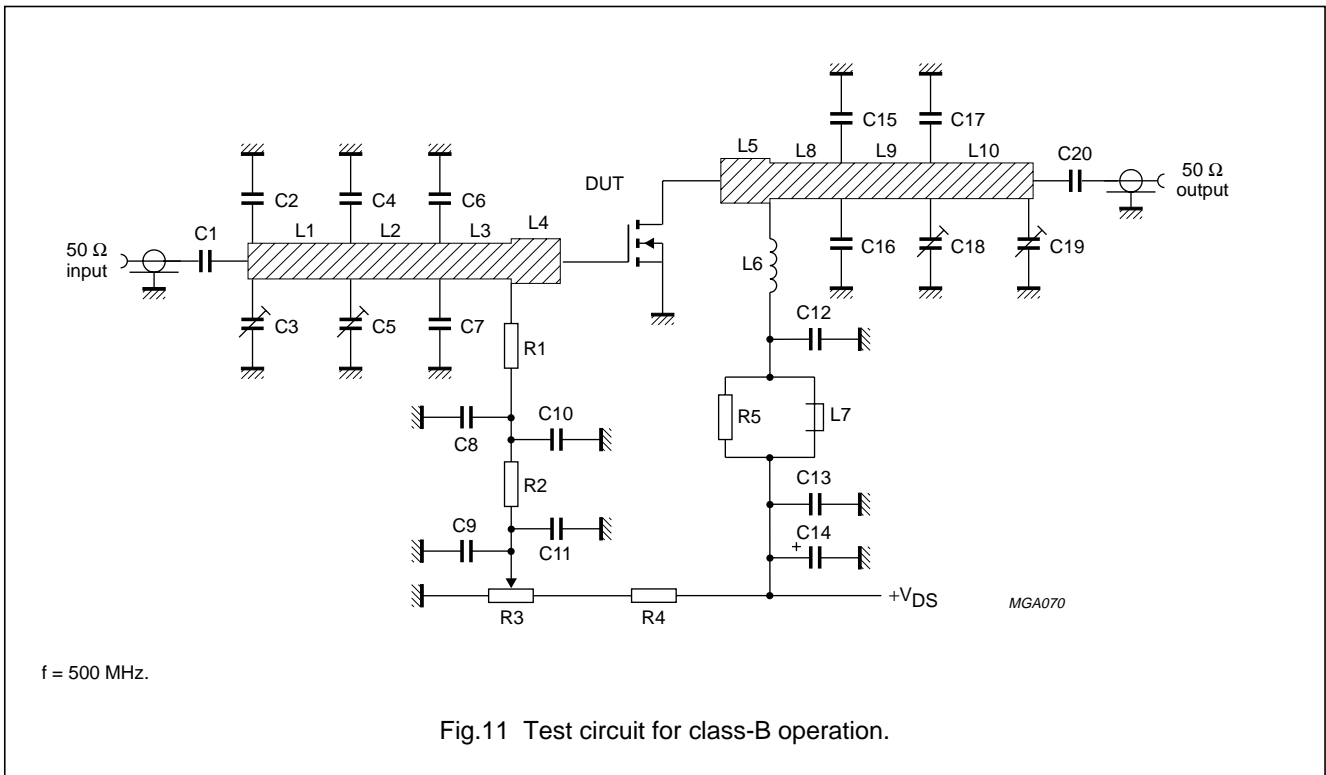 C15
C17
L5
L8
L9
L10
C20
50 Ω
output
DUT
C2
C4
C6
L4
C1
L1
L2
L3
50 Ω
input
C16
C18
C19
L6
C3
C5
C7
C12
R1
C10
C8
R5
L7
R2
C13
C9
C11
C14
+
R3
R4
+VDS
MGA070
f = 500 MHz.
Fig.11 Test circuit for class-B operation.